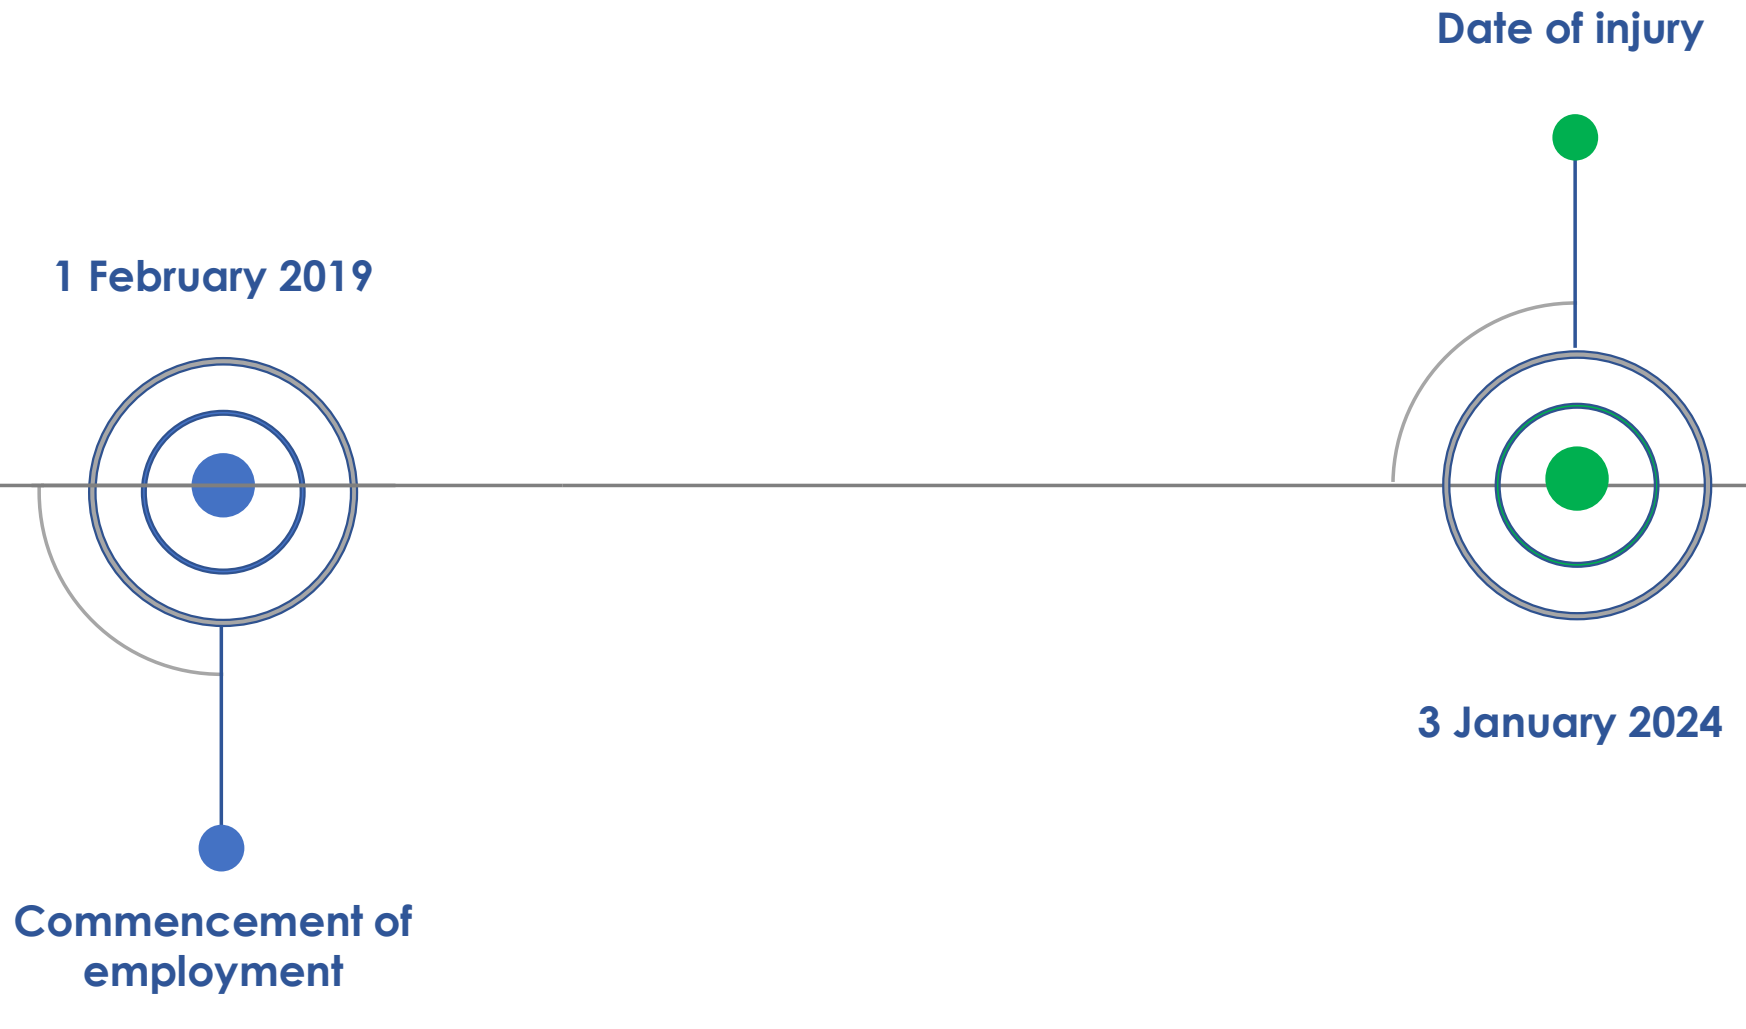 Date of injury
1 February 2019
3 January 2024
Commencement of
employment